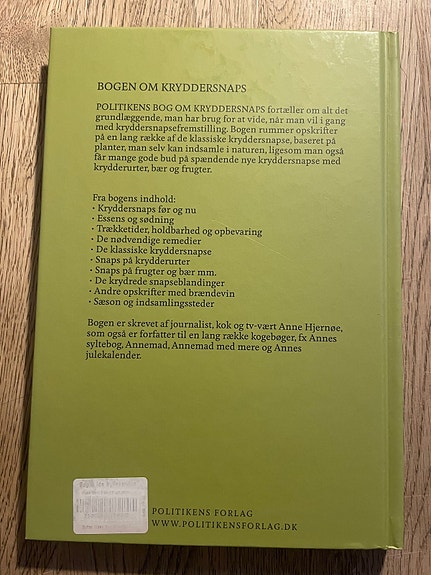 BOGEN OM KRYDDERSNAPS
POLITIKENS BOG OM KRYDDERSNAPS fortæller om alt det
grundlæggende, man har brug for at vide, når man vil i gang
med kryddersnapsefremstilling. Bogen rummer opskrifter
på en lang række af de klassiske kryddersnapse, baseret på
planter, man selv kan indsamle i naturen, ligesom man også
får mange gode bud på spændende nye kryddersnapse med
krydderurter, bær og frugter.
Fra bogens indhold:
• Kryddersnaps før og nu
• Essens og sødning
• Trækketider, holdbarhed og opbevaring
• De nødvendige remedier
• De klassiske kryddersnapse
• Snaps på krydderurter
• Snaps på frugter og bær mm.
• De krydrede snapseblandinger
• Andre opskrifter med brændevin
• Sæson og indsamlingssteder
Bogen er skrevet af journalist, kok og tv-vært Anne Hjernøe,
som også er forfatter til en lang række kogebøger, fx Annes
syltebog, Annemad, Annemad med mere og Annes
julekalender.
POLITIKENS FORLAG
WWW.POLITIKENSFORLAG.DK